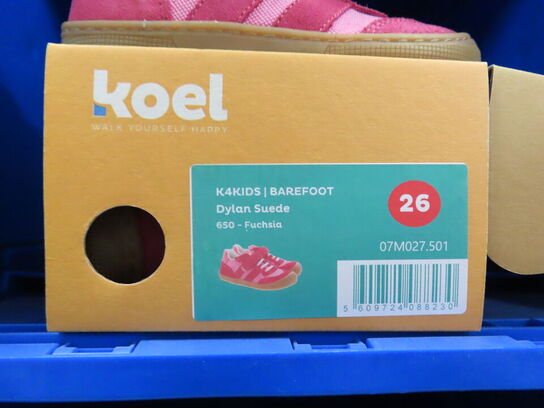 koel
WALK YOURSELF HAPPY
K4KIDS | BAREFOOT
Dylan Suede
650 - Fuchsia
26
07M027.501
5 609724 088230